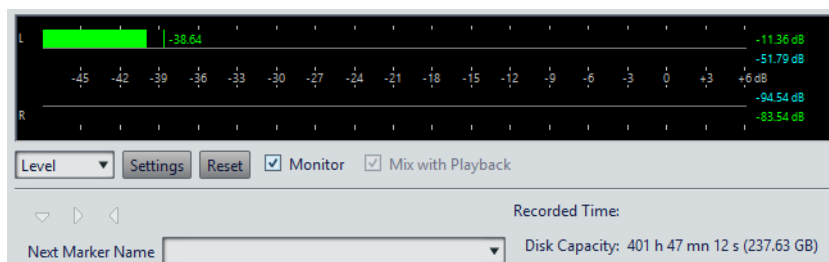 L -38.64 -11.36 dB
-51.79 dB
-45 -42 -39 -36 -33 -30 -27 -24 -21 -18 -15 -12 -9 -6 -3 0 +3 +6 dB
-94.54 dB
R -83.54 dB
Level Settings Reset Monitor Mix with Playback
Recorded Time:
Next Marker Name Disk Capacity: 401 h 47 mn 12 s (237.63 GB)